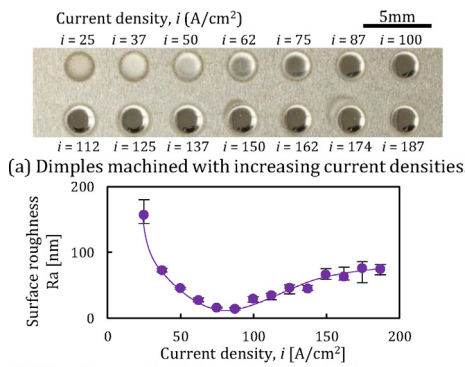 Current density, i (A/cm²)
5mm
i = 25 i = 37 i = 50 i = 62 i = 75 i = 87 i = 100
i = 112 i = 125 i = 137 i = 150 i = 162 i = 174 i = 187
(a) Dimples machined with increasing current densities
Surface roughness
Ra [nm]
200
100
0
0 50 100 150 200
Current density, i [A/cm²]